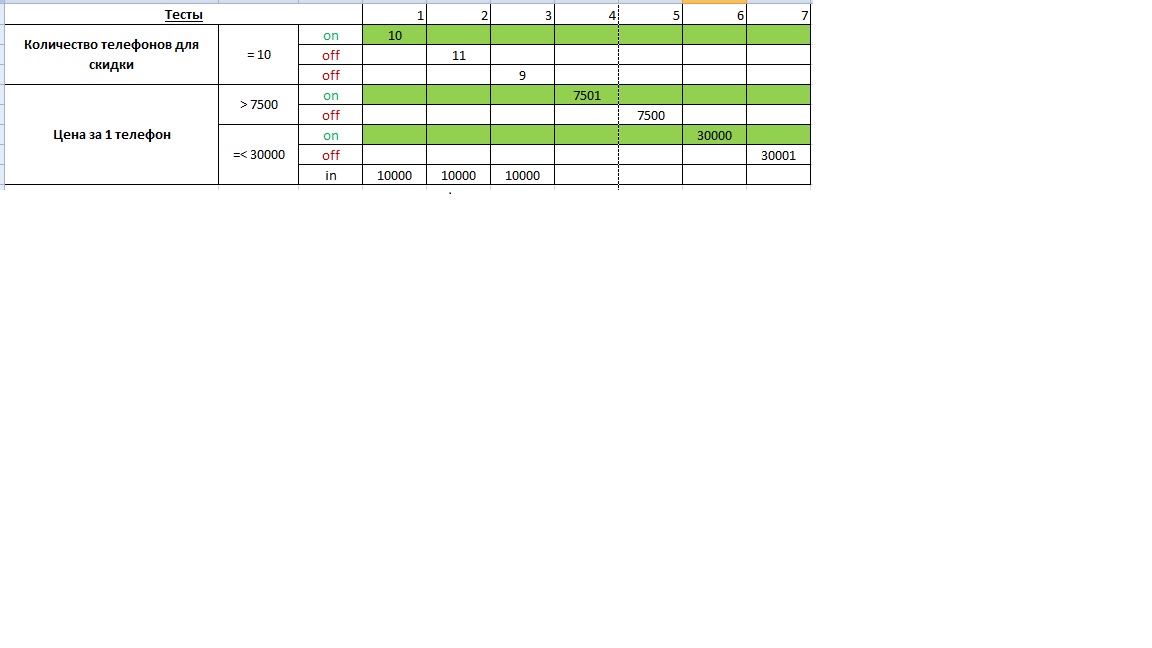 Тесты 1 2 3 4 5 6 7
Количество телефонов для
скидки
= 10
on 10
off 11
off 9
Цена за 1 телефон
> 7500
on 7501
off 7500
=< 30000
on 30000
off 30001
in 10000 10000 10000